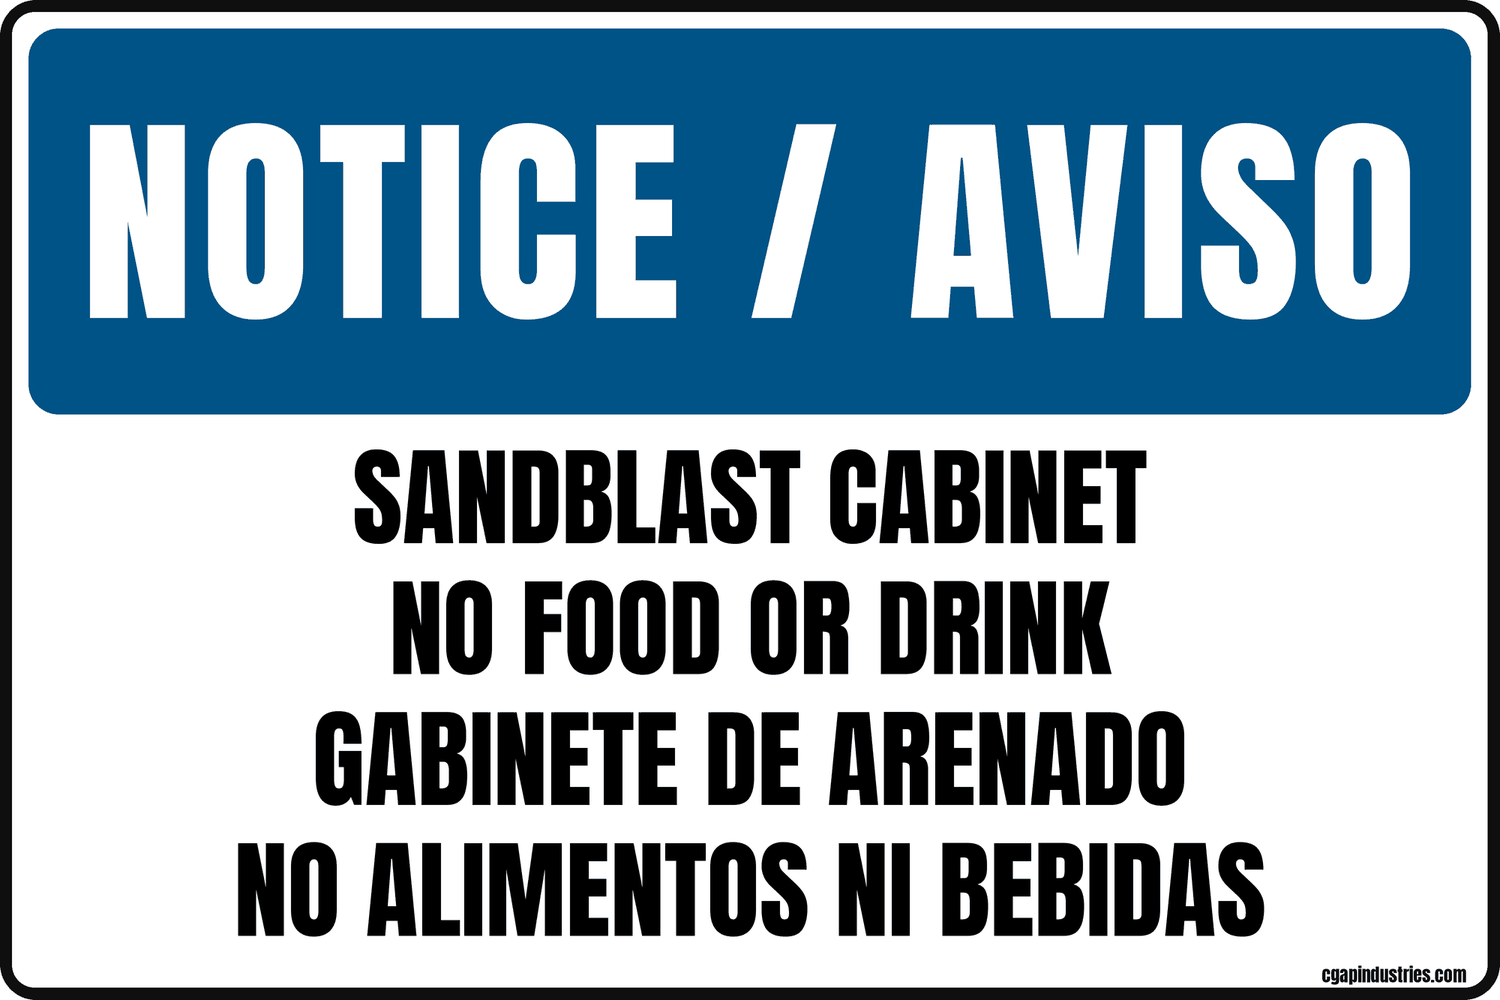 NOTICE / AVISO
SANDBLAST CABINET
NO FOOD OR DRINK
GABINETE DE ARENADO
NO ALIMENTOS NI BEBIDAS
cgapindustries.com